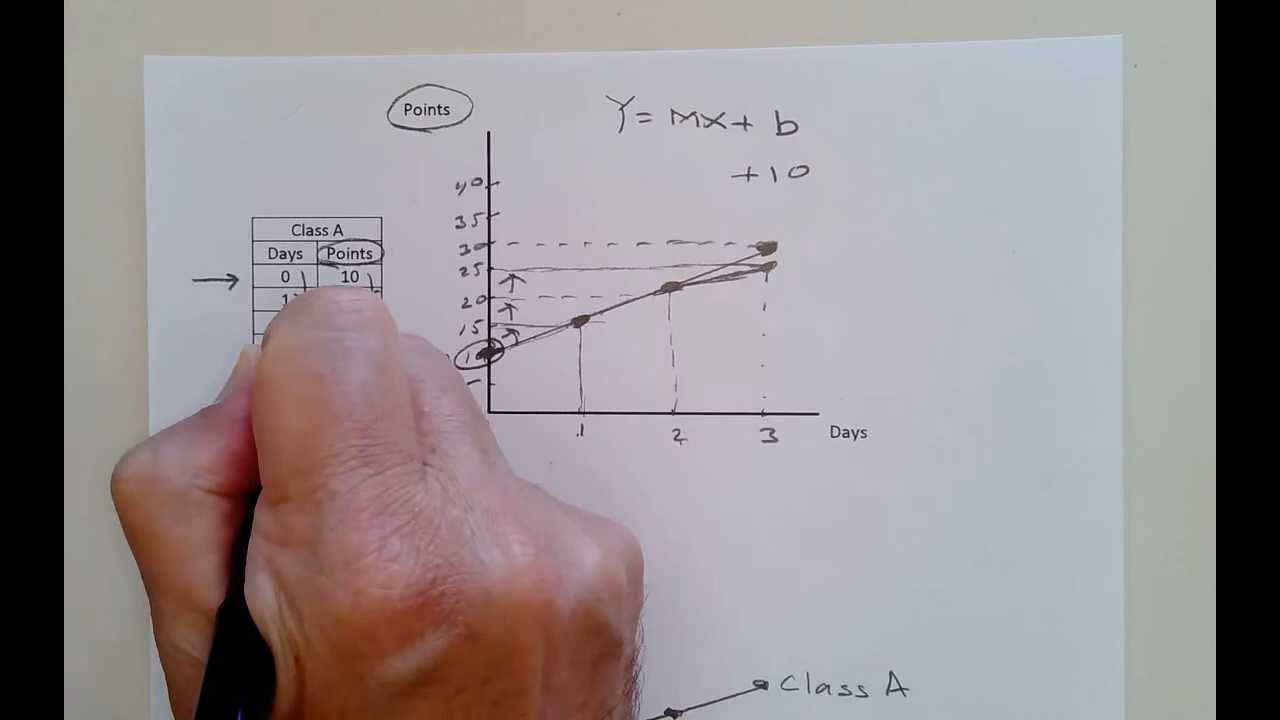 Points
Y = MX + b
+10
40
35
30
25
20
15
Class A
Days Points
0 10
1
1 2 3 Days
Class A